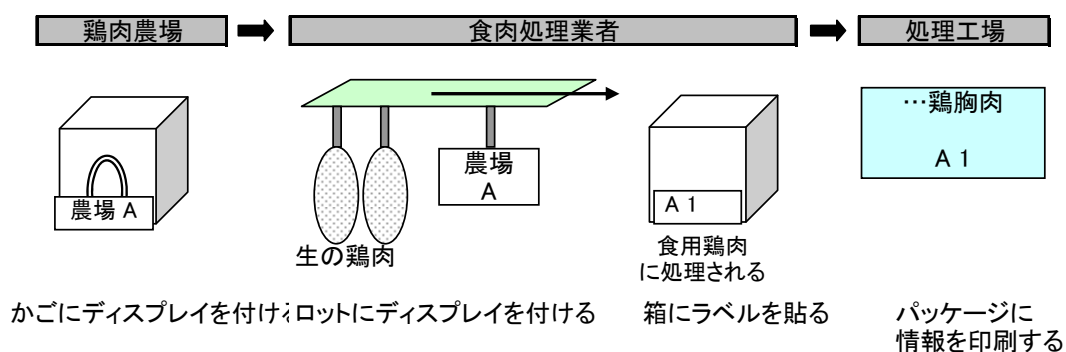 鶏肉農場
食肉処理業者
処理工場
農場 A
農場
A
生の鶏肉
A 1
食用鶏肉
に処理される
…鶏胸肉
A 1
かごにディスプレイを付ける
ロットにディスプレイを付ける
箱にラベルを貼る
パッケージに
情報を印刷する